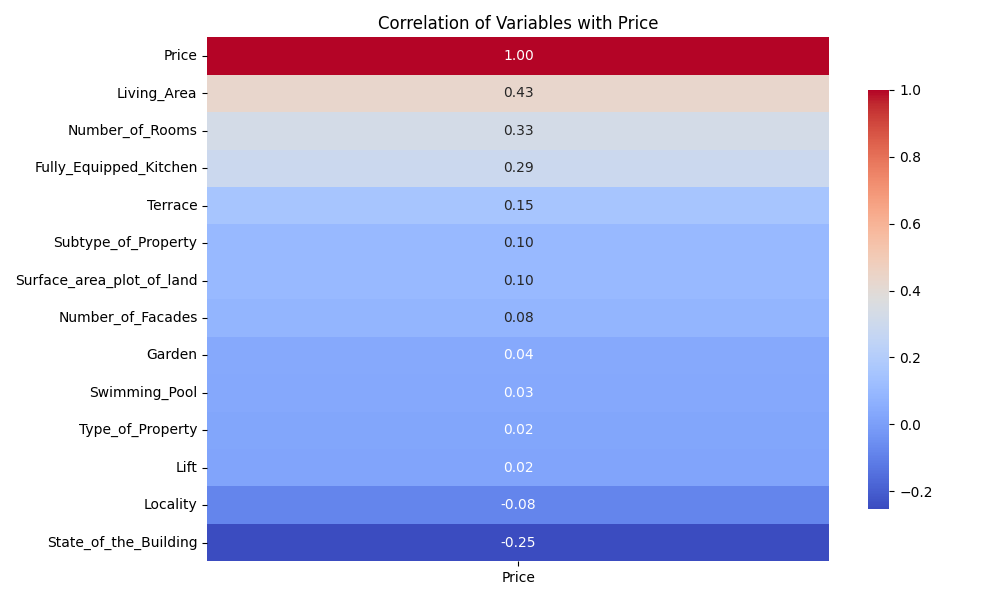 Correlation of Variables with Price
Price 1.00
Living_Area 0.43
Number_of_Rooms 0.33
Fully_Equipped_Kitchen 0.29
Terrace 0.15
Subtype_of_Property 0.10
Surface_area_plot_of_land 0.10
Number_of_Facades 0.08
Garden 0.04
Swimming_Pool 0.03
Type_of_Property 0.02
Lift 0.02
Locality -0.08
State_of_the_Building -0.25
Price
1.0
0.8
0.6
0.4
0.2
0.0
−0.2